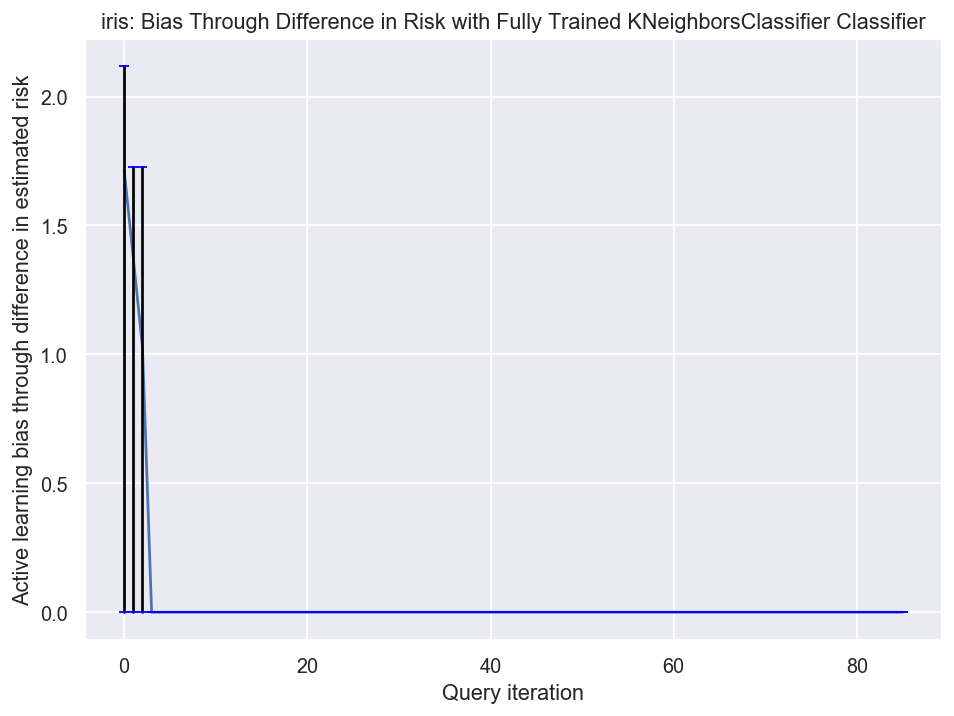 iris: Bias Through Difference in Risk with Fully Trained KNeighborsClassifier Classifier
Active learning bias through difference in estimated risk
2.0
1.5
1.0
0.5
0.0
0 20 40 60 80
Query iteration